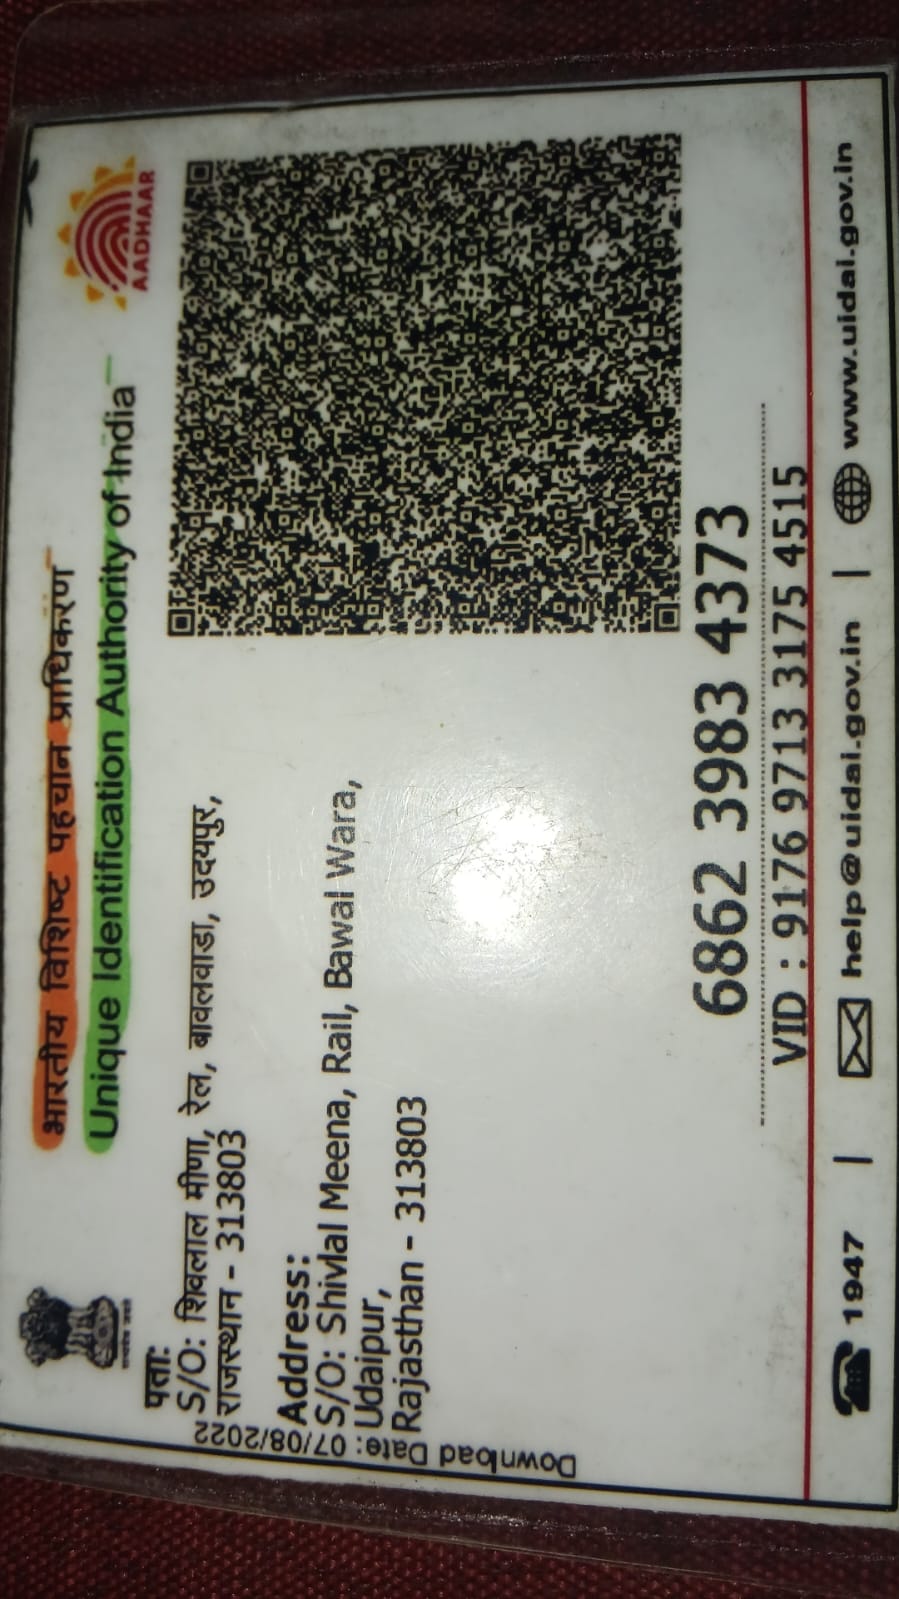 भारतीय विशिष्ट पहचान प्राधिकरण
Unique Identification Authority of India
AADHAAR
पता:
S/O: शिवलाल मीणा, रेल, बावलवाडा, उदयपुर,
राजस्थान - 313803
Address:
S/O: Shivlal Meena, Rail, Bawal Wara,
Udaipur,
Rajasthan - 313803
Download Date: 07/08/2022
6862 3983 4373
VID : 9176 9713 3175 4515
1947 | help@uidai.gov.in | www.uidai.gov.in